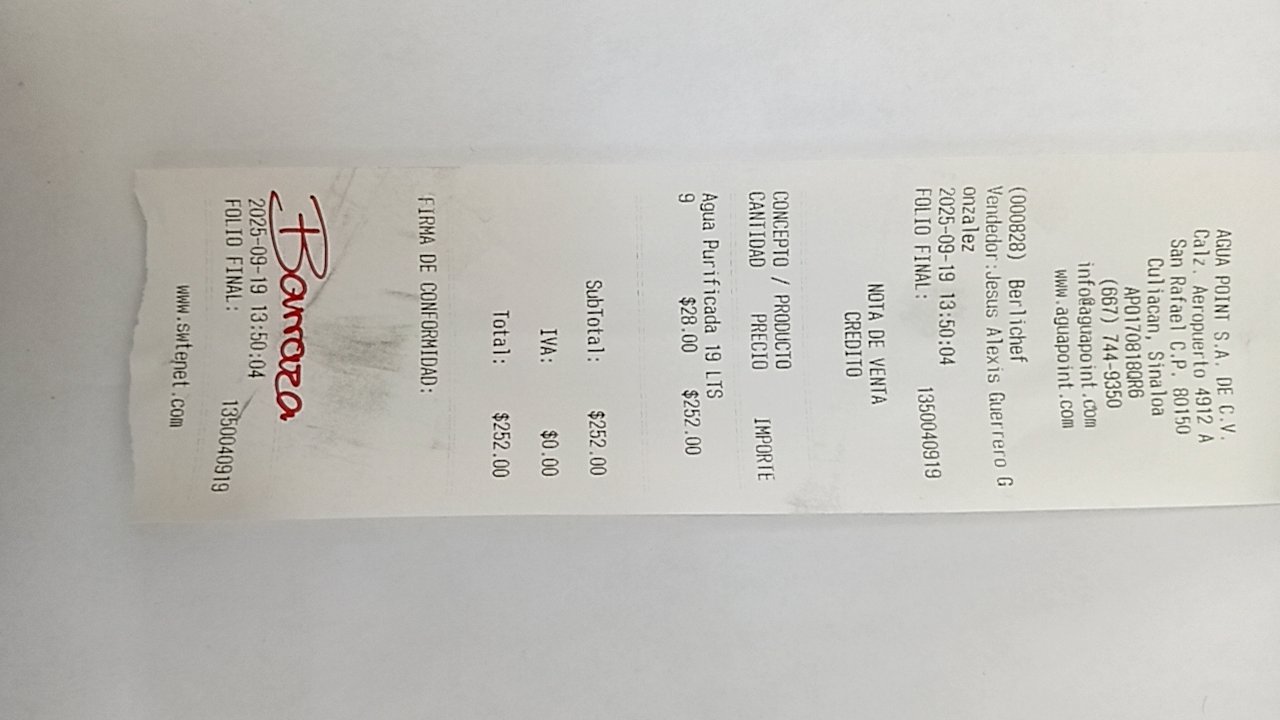 AGUA POINT S.A. DE C.V.
Calz. Aeropuerto 4912 A
San Rafael C.P. 80150
Culiacan, Sinaloa
APO170818QR6
(667) 744-9350
info@aguapoint.com
www.aguapoint.com
(000828) Berlichef
Vendedor:Jesus Alexis Guerrero G
onzalez
2025-09-19 13:50:04
FOLIO FINAL: 1350040919
NOTA DE VENTA
CREDITO
CONCEPTO / PRODUCTO
CANTIDAD PRECIO IMPORTE
Agua Purificada 19 LTS
9 $28.00 $252.00
SubTotal: $252.00
IVA: $0.00
Total: $252.00
FIRMA DE CONFORMIDAD:
Barraza
2025-09-19 13:50:04
FOLIO FINAL: 1350040919
www.swtepet.com